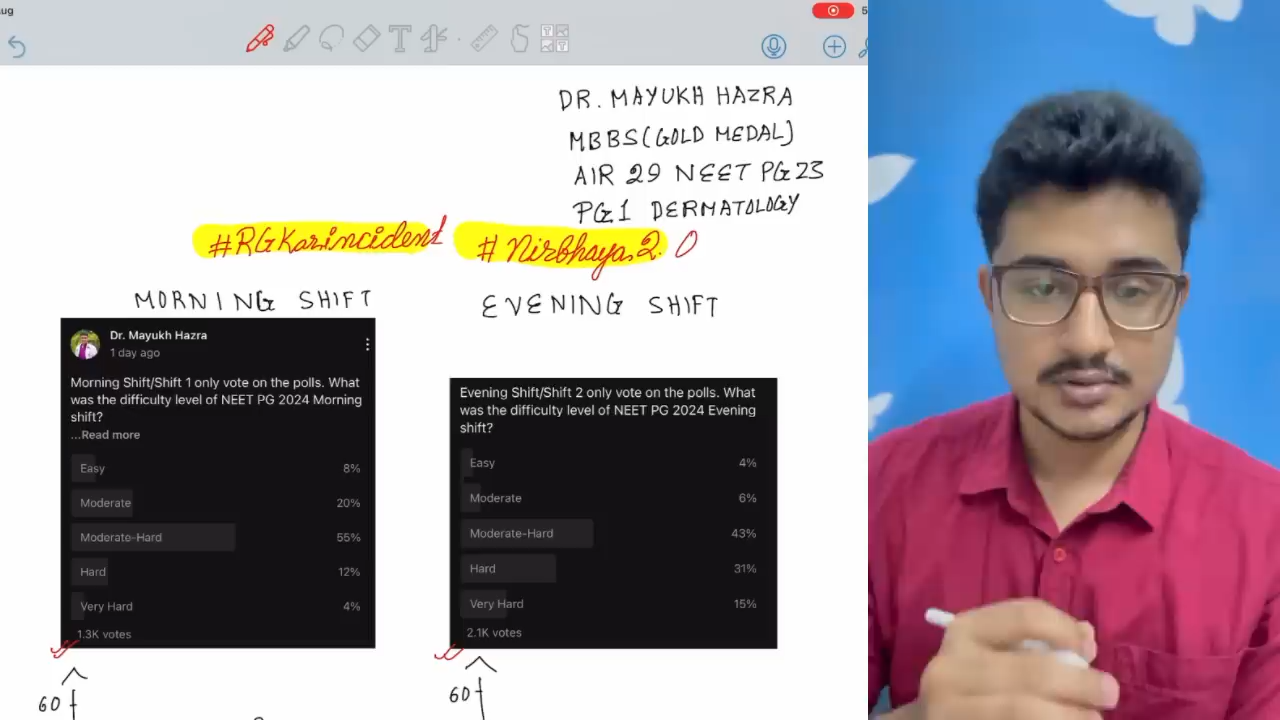 ug
5
DR. MAYUKH HAZRA
MBBS(GOLD MEDAL)
AIR 29 NEET PG23
PG1 DERMATOLOGY
#RGKarincident #Nirbhaya2.0
MORNING SHIFT
EVENING SHIFT
Dr. Mayukh Hazra
1 day ago
Morning Shift/Shift 1 only vote on the polls. What
was the difficulty level of NEET PG 2024 Morning
shift?
...Read more
Easy 8%
Moderate 20%
Moderate-Hard 55%
Hard 12%
Very Hard 4%
1.3K votes
Evening Shift/Shift 2 only vote on the polls. What
was the difficulty level of NEET PG 2024 Evening
shift?
Easy 4%
Moderate 6%
Moderate-Hard 43%
Hard 31%
Very Hard 15%
2.1K votes
60
60